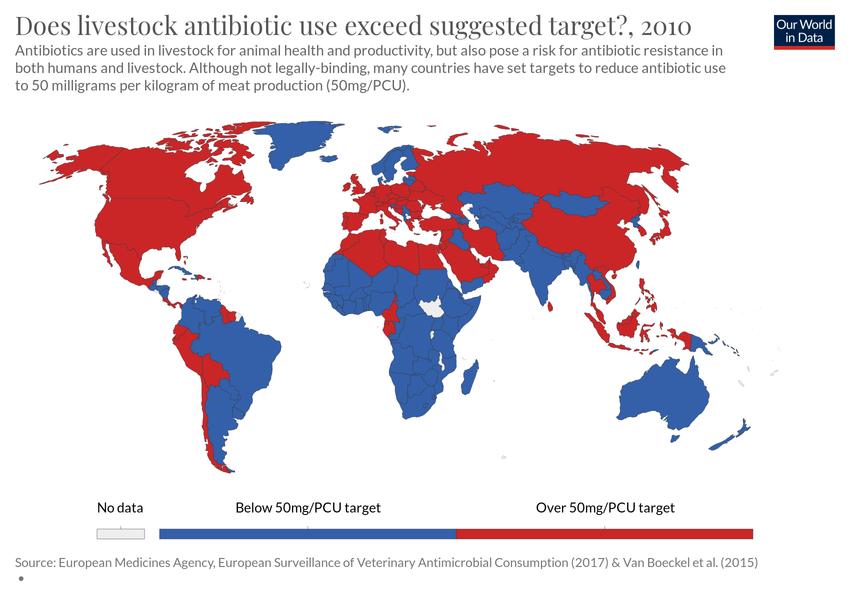 Does livestock antibiotic use exceed suggested target?, 2010
Our World
in Data
Antibiotics are used in livestock for animal health and productivity, but also pose a risk for antibiotic resistance in
both humans and livestock. Although not legally-binding, many countries have set targets to reduce antibiotic use
to 50 milligrams per kilogram of meat production (50mg/PCU).
No data
Below 50mg/PCU target
Over 50mg/PCU target
Source: European Medicines Agency, European Surveillance of Veterinary Antimicrobial Consumption (2017) & Van Boeckel et al. (2015)
•